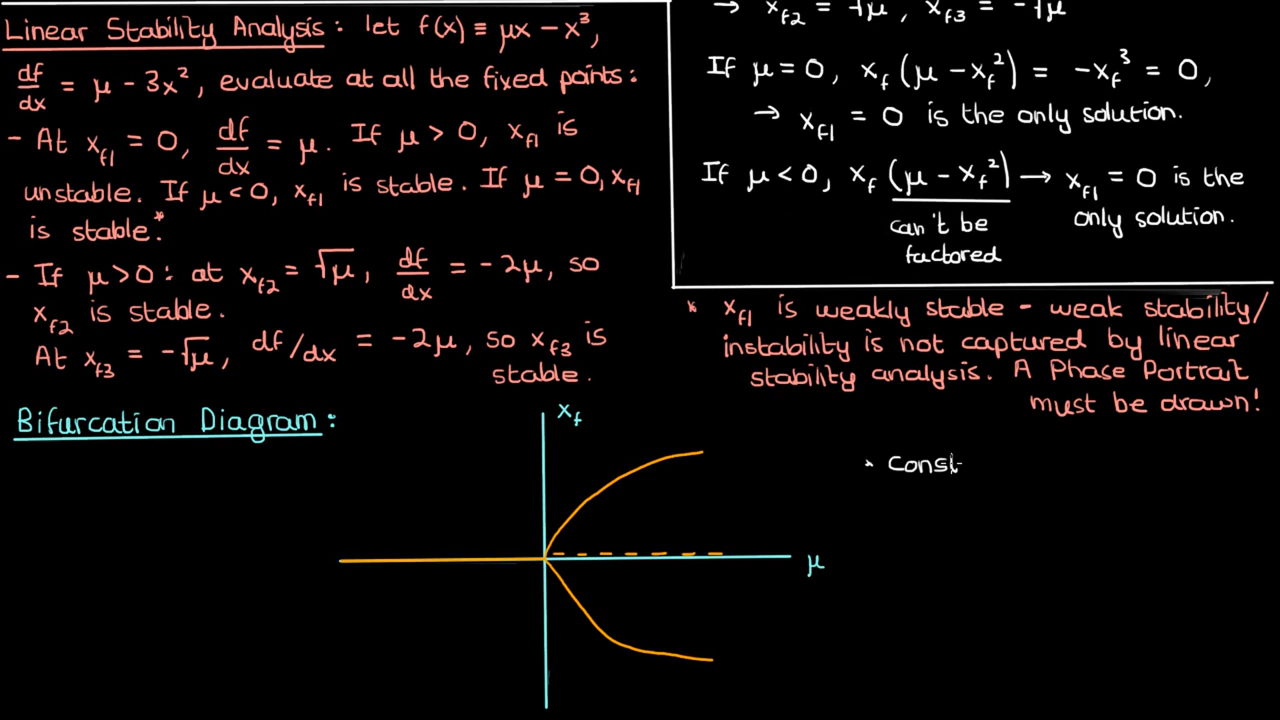 Linear Stability Analysis: let f(x) ≡ μx − x³,
df/dx = μ − 3x², evaluate at all the fixed points:
- At x_f1 = 0, df/dx = μ. If μ > 0, x_f1 is
unstable. If μ < 0, x_f1 is stable. If μ = 0, x_f1
is stable.*
- If μ>0: at x_f2 = √μ, df/dx = −2μ, so
x_f2 is stable.
At x_f3 = −√μ, df/dx = −2μ, so x_f3 is
stable.
→ x_f2 = √μ, x_f3 = −√μ
If μ = 0, x_f(μ − x_f²) = −x_f³ = 0,
→ x_f1 = 0 is the only solution.
If μ < 0, x_f(μ − x_f²) → x_f1 = 0 is the
only solution.
can't be
factored
* x_f1 is weakly stable - weak stability/
instability is not captured by linear
stability analysis. A Phase Portrait
must be drawn!
Bifurcation Diagram:
x_f
μ